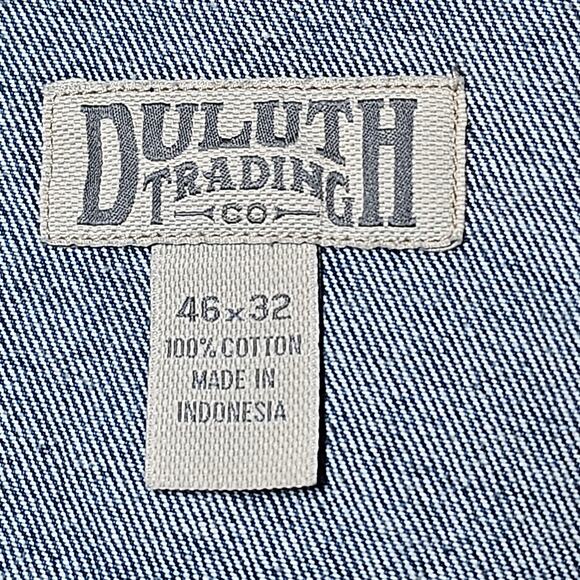 DULUTH
TRADING
CO
46x32
100% COTTON
MADE IN
INDONESIA